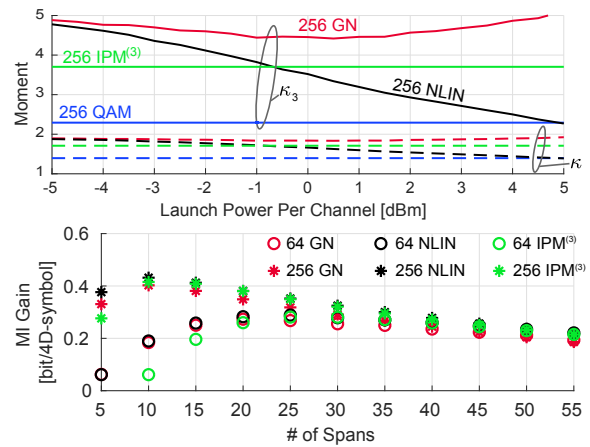 5
256 GN
4
256 IPM(3)
κ3
3
256 NLIN
256 QAM
2
κ
1
Moment
-5 -4 -3 -2 -1 0 1 2 3 4 5
Launch Power Per Channel [dBm]
0.6
64 GN 64 NLIN 64 IPM(3)
256 GN 256 NLIN 256 IPM(3)
0.4
0.2
0
MI Gain
[bit/4D-symbol]
5 10 15 20 25 30 35 40 45 50 55
# of Spans